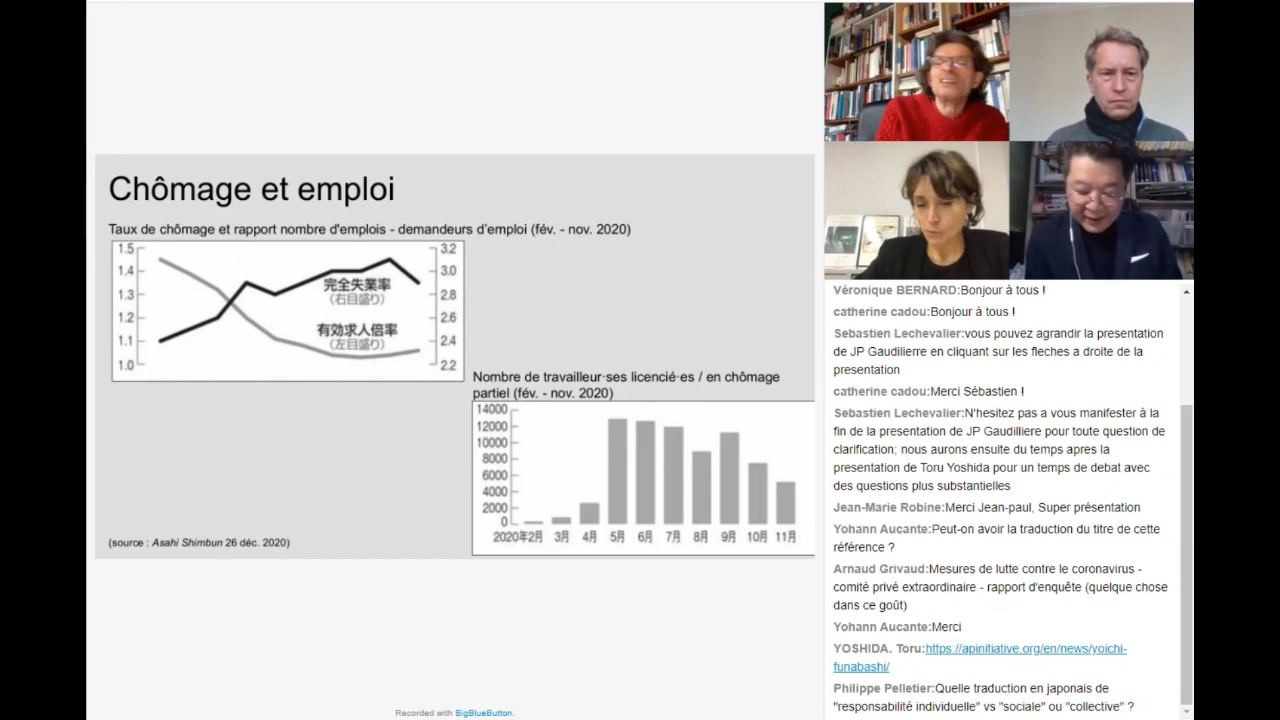 Chômage et emploi
Taux de chômage et rapport nombre d'emplois - demandeurs d'emploi (fév. - nov. 2020)
1.5
1.4
1.3
1.2
1.1
1.0
3.2
3.0
2.8
2.6
2.4
2.2
完全失業率
(右目盛り)
有効求人倍率
(左目盛り)
Nombre de travailleur·ses licencié·es / en chômage
partiel (fév. - nov. 2020)
14000
12000
10000
8000
6000
4000
2000
0
2020年2月 3月 4月 5月 6月 7月 8月 9月 10月 11月
(source : Asahi Shimbun 26 déc. 2020)
Recorded with BigBlueButton.
Véronique BERNARD:Bonjour à tous !
catherine cadou:Bonjour à tous !
Sebastien Lechevalier:vous pouvez agrandir la presentation
de JP Gaudilierre en cliquant sur les fleches a droite de la
presentation
catherine cadou:Merci Sébastien !
Sebastien Lechevalier:N'hesitez pas a vous manifester à la
fin de la presentation de JP Gaudilliere pour toute question de
clarification; nous aurons ensuite du temps apres la
presentation de Toru Yoshida pour un temps de debat avec
des questions plus substantielles
Jean-Marie Robine:Merci Jean-paul, Super présentation
Yohann Aucante:Peut-on avoir la traduction du titre de cette
référence ?
Arnaud Grivaud:Mesures de lutte contre le coronavirus -
comité privé extraordinaire - rapport d'enquête (quelque chose
dans ce goût)
Yohann Aucante:Merci
YOSHIDA. Toru:https://apinitiative.org/en/news/yoichi-
funabashi/
Philippe Pelletier:Quelle traduction en japonais de
"responsabilité individuelle" vs "sociale" ou "collective" ?